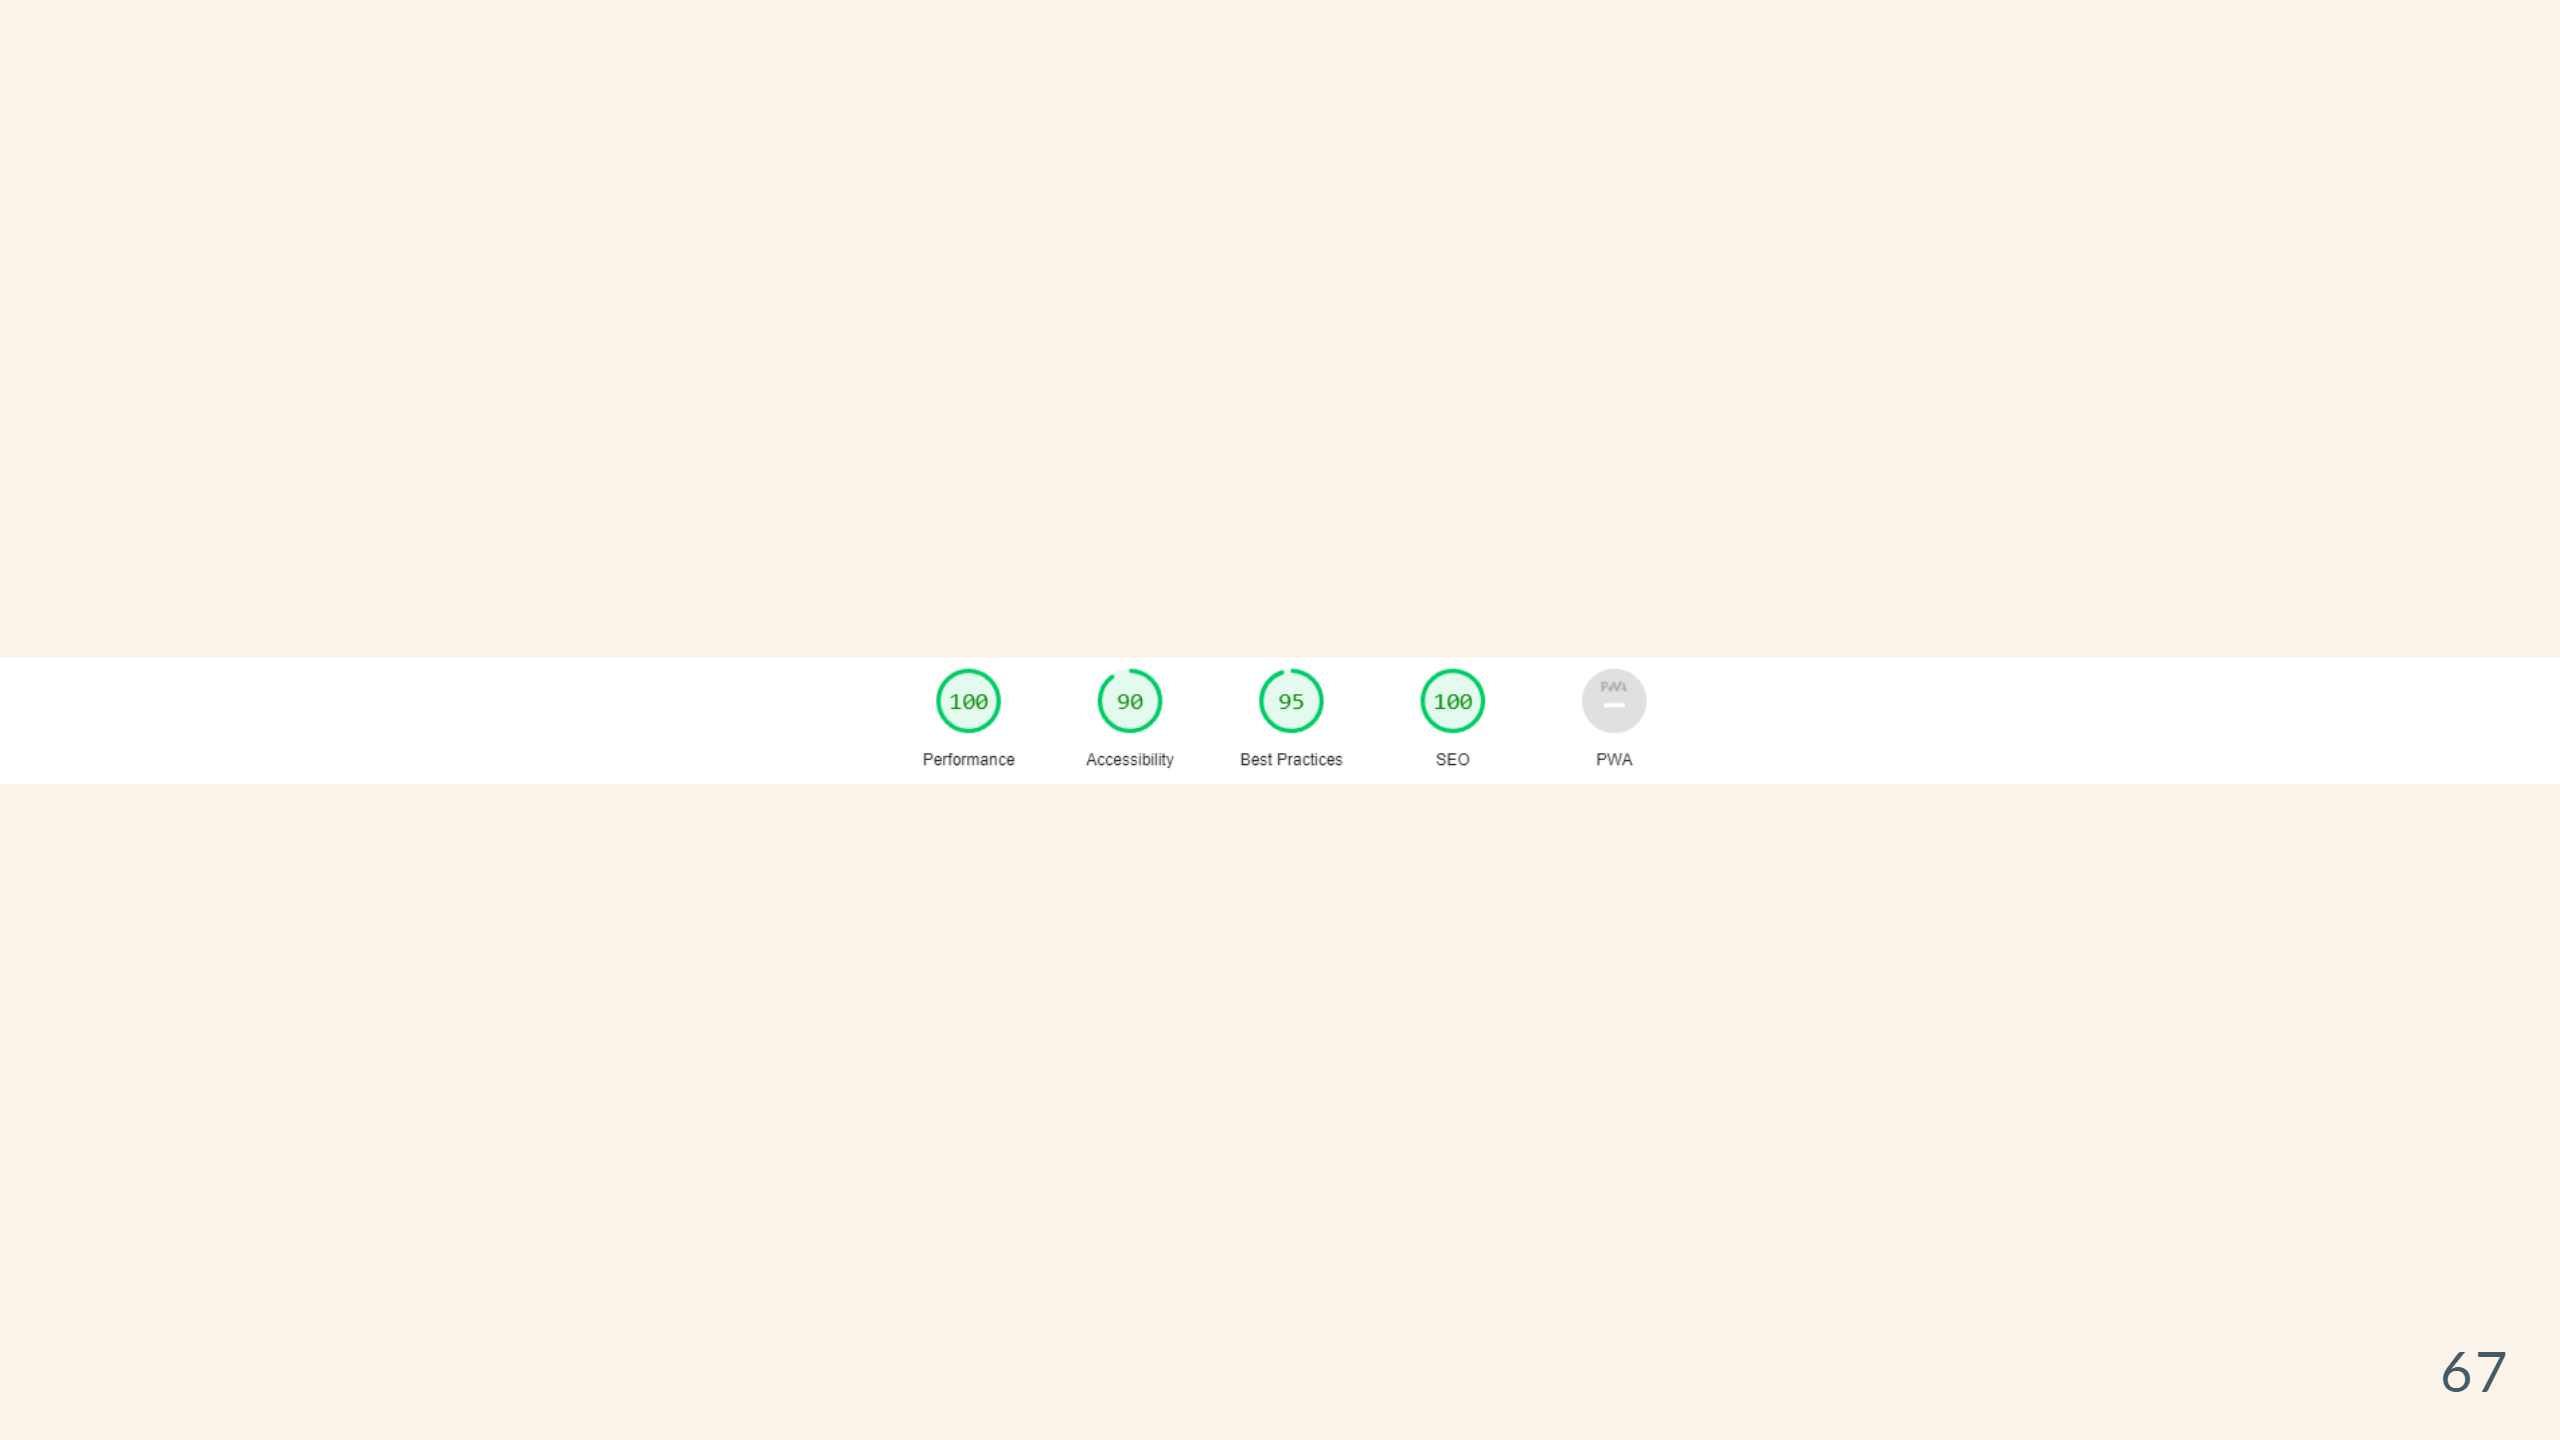 100 90 95 100 PWA
Performance Accessibility Best Practices SEO PWA
67